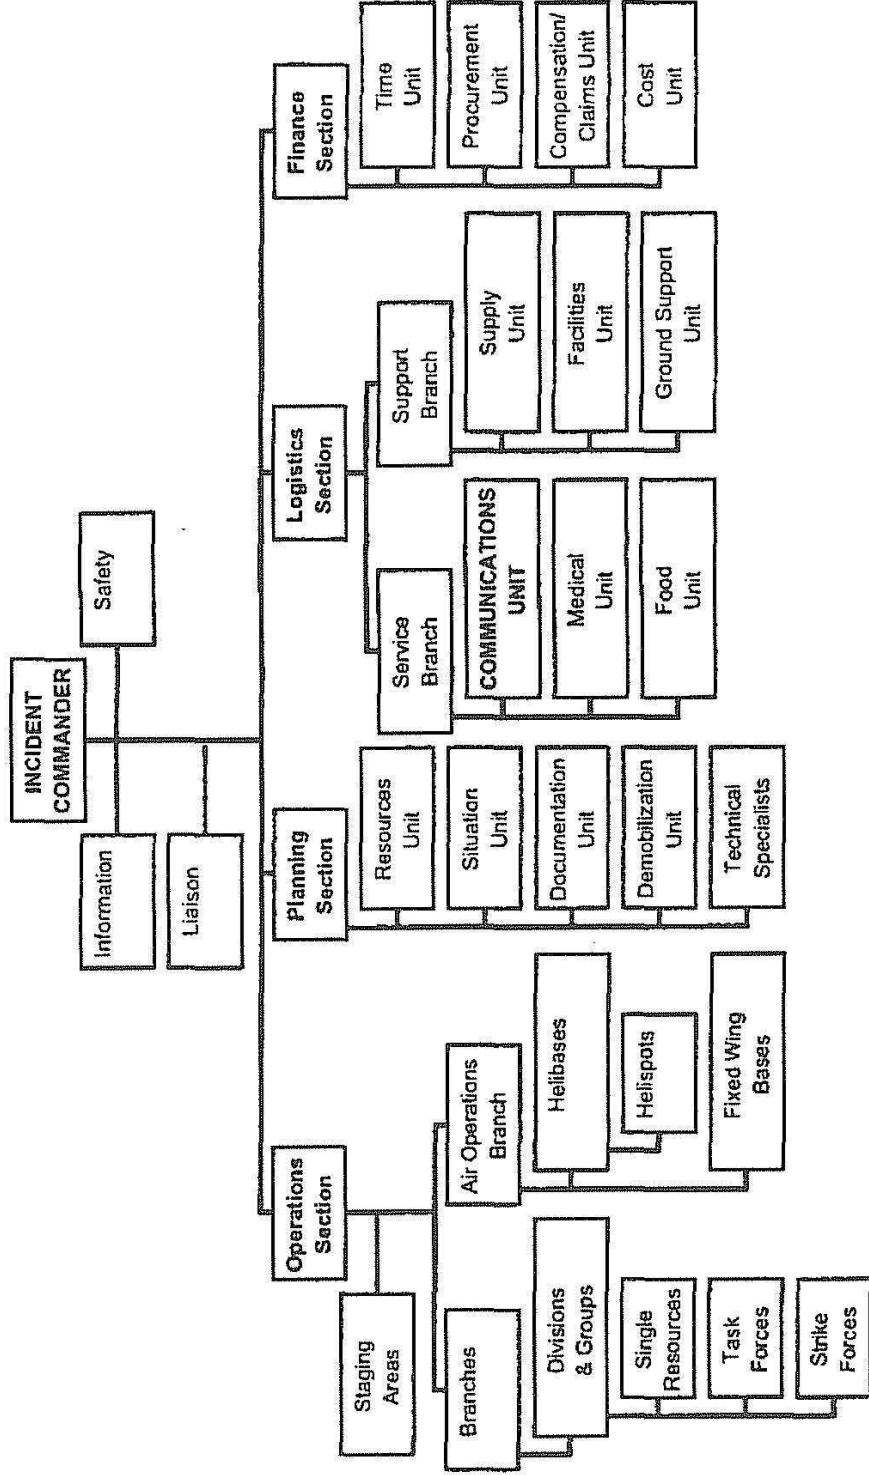 INCIDENT
COMMANDER
Information
Safety
Liaison
Operations
Section
Planning
Section
Logistics
Section
Finance
Section
Staging
Areas
Branches
Divisions
& Groups
Single
Resources
Task
Forces
Strike
Forces
Air Operations
Branch
Helibases
Helispots
Fixed Wing
Bases
Resources
Unit
Situation
Unit
Documentation
Unit
Demobilization
Unit
Technical
Specialists
Service
Branch
COMMUNICATIONS
UNIT
Medical
Unit
Food
Unit
Support
Branch
Supply
Unit
Facilities
Unit
Ground Support
Unit
Time
Unit
Procurement
Unit
Compensation/
Claims Unit
Cost
Unit